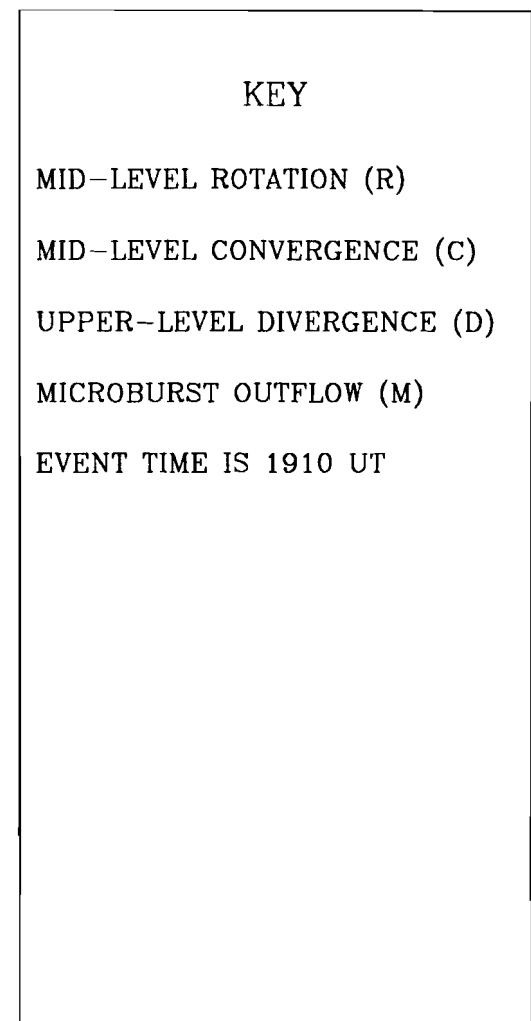 KEY
MID-LEVEL ROTATION (R)
MID-LEVEL CONVERGENCE (C)
UPPER-LEVEL DIVERGENCE (D)
MICROBURST OUTFLOW (M)
EVENT TIME IS 1910 UT